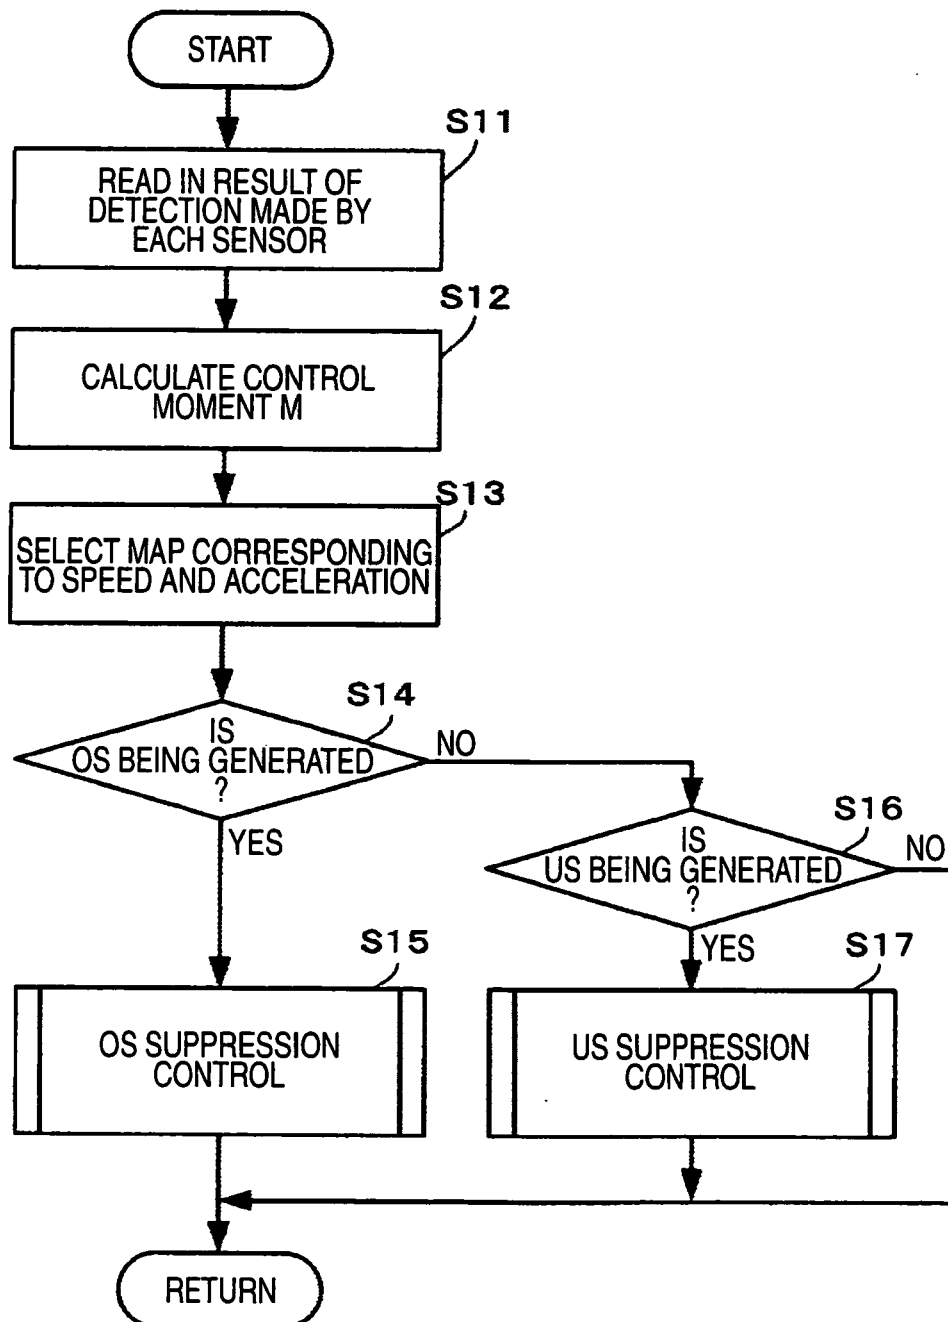 START
S11
READ IN RESULT OF
DETECTION MADE BY
EACH SENSOR
S12
CALCULATE CONTROL
MOMENT M
S13
SELECT MAP CORRESPONDING
TO SPEED AND ACCELERATION
S14
IS
OS BEING GENERATED
?
NO
YES
S16
IS
US BEING GENERATED
?
NO
YES
S15
OS SUPPRESSION
CONTROL
S17
US SUPPRESSION
CONTROL
RETURN